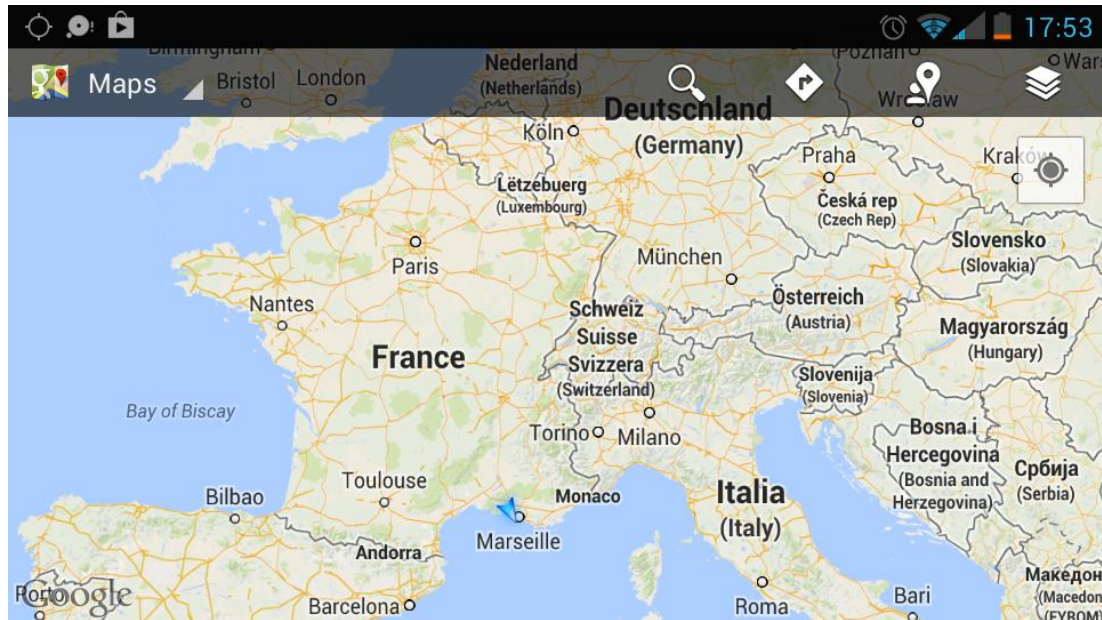 17:53
Maps
Birmingham
Bristol
London
Nederland
(Netherlands)
Poznań
Deutschland
(Germany)
Wrocław
Köln
Praha
Kraków
Lëtzebuerg
(Luxembourg)
Česká rep
(Czech Rep)
Paris
München
Slovensko
(Slovakia)
Nantes
Schweiz
Suisse
Svizzera
(Switzerland)
Österreich
(Austria)
Magyarország
(Hungary)
France
Slovenija
(Slovenia)
Bay of Biscay
Torino
Milano
Bosna i
Hercegovina
(Bosnia and
Herzegovina)
Србија
(Serbia)
Toulouse
Bilbao
Monaco
Italia
(Italy)
Marseille
Andorra
Македон
(Macedon
(FYROM)
Porto
Google
Barcelona
Roma
Bari